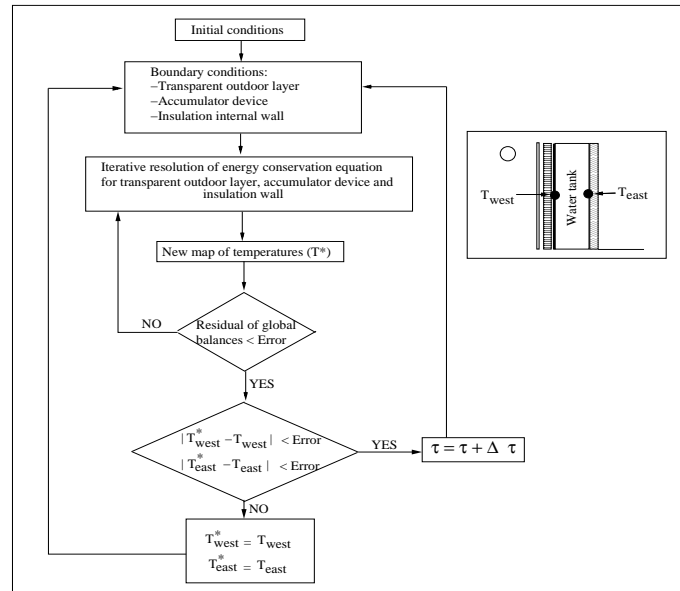 Initial conditions
Boundary conditions:
−Transparent outdoor layer
−Accumulator device
−Insulation internal wall
Iterative resolution of energy conservation equation
for transparent outdoor layer, accumulator device and
insulation wall
New map of temperatures (T*)
NO
Residual of global
balances < Error
YES
| T*west − Twest | < Error
| T*east − Teast | < Error
YES
τ = τ + Δ τ
NO
T*west = Twest
T*east = Teast
Twest
Water tank
Teast